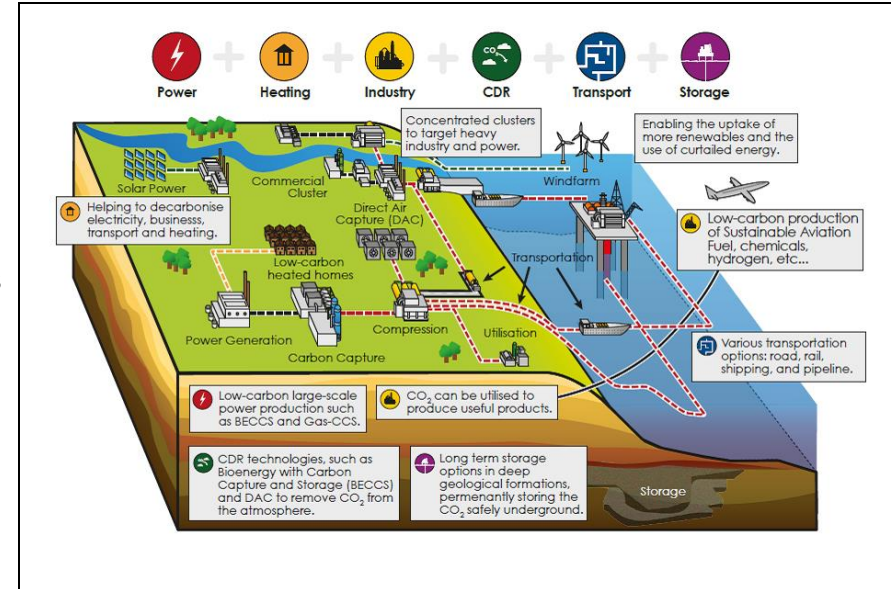 Power
Heating
Industry
CO₂
CDR
Transport
Storage
Concentrated clusters
to target heavy
industry and power.
Enabling the uptake of
more renewables and the
use of curtailed energy.
Solar Power
Commercial
Cluster
Windfarm
Direct Air
Capture (DAC)
Helping to decarbonise
electricity, businesss,
transport and heating.
Low-carbon production
of Sustainable Aviation
Fuel, chemicals,
hydrogen, etc...
Low-carbon
heated homes
Transportation
Power Generation
Carbon Capture
Compression
Utilisation
Various transportation
options: road, rail,
shipping, and pipeline.
Low-carbon large-scale
power production such
as BECCS and Gas-CCS.
CO₂ can be utilised to
produce useful products.
CDR technologies, such as
Bioenergy with Carbon
Capture and Storage (BECCS)
and DAC to remove CO₂ from
the atmosphere.
Long term storage
options in deep
geological formations,
permenantly storing the
CO₂ safely underground.
Storage